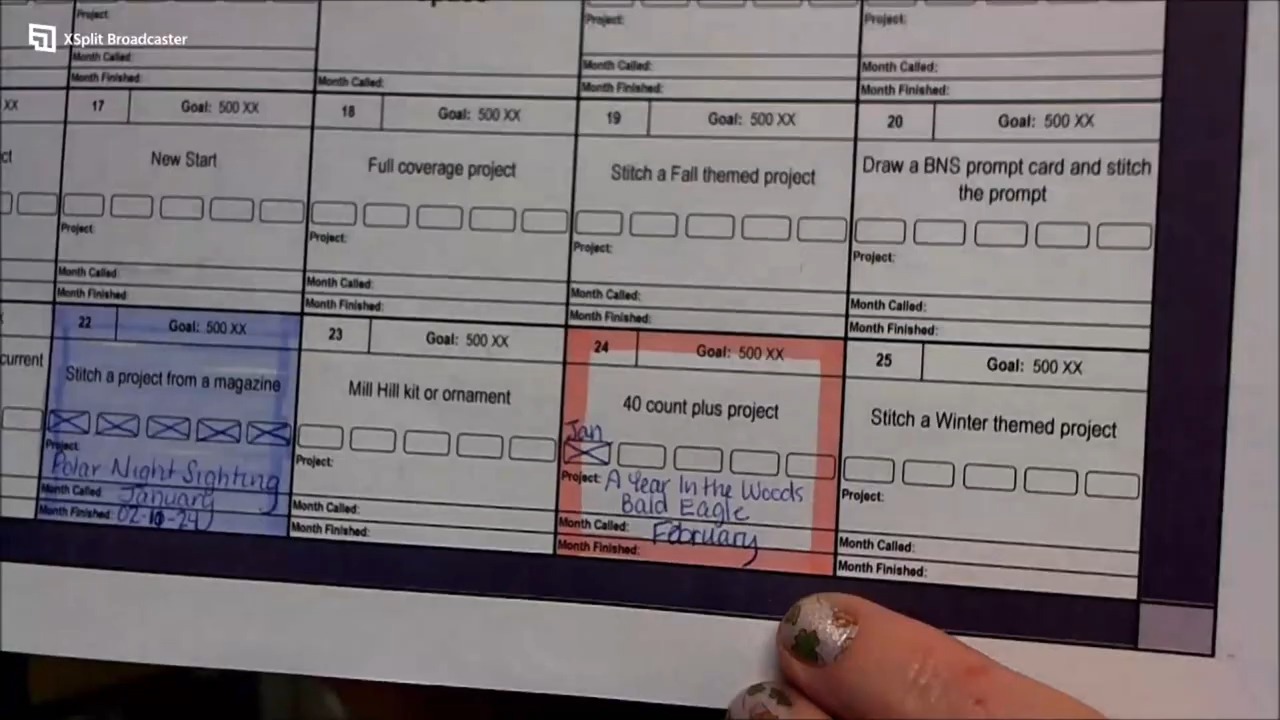 XSplit Broadcaster
Project:
Month Called:
Month Finished:
Month Called:
Project:
Month Called:
Month Finished:
Project:
Month Called:
Month Finished:
XX
17 Goal: 500 XX
New Start
Project:
Month Called:
Month Finished:
18 Goal: 500 XX
Full coverage project
Project:
Month Called:
Month Finished:
19 Goal: 500 XX
Stitch a Fall themed project
Project:
Month Called:
Month Finished:
20 Goal: 500 XX
Draw a BNS prompt card and stitch
the prompt
Project:
Month Called:
Month Finished:
current
22 Goal: 500 XX
Stitch a project from a magazine
Project:
Polar Night Sighting
Month Called: January
Month Finished: 02-10-24
23 Goal: 500 XX
Mill Hill kit or ornament
Project:
Month Called:
Month Finished:
24 Goal: 500 XX
40 count plus project
Jan
Project: A Year In the Woods
Bald Eagle
Month Called: February
Month Finished:
25 Goal: 500 XX
Stitch a Winter themed project
Project:
Month Called:
Month Finished: